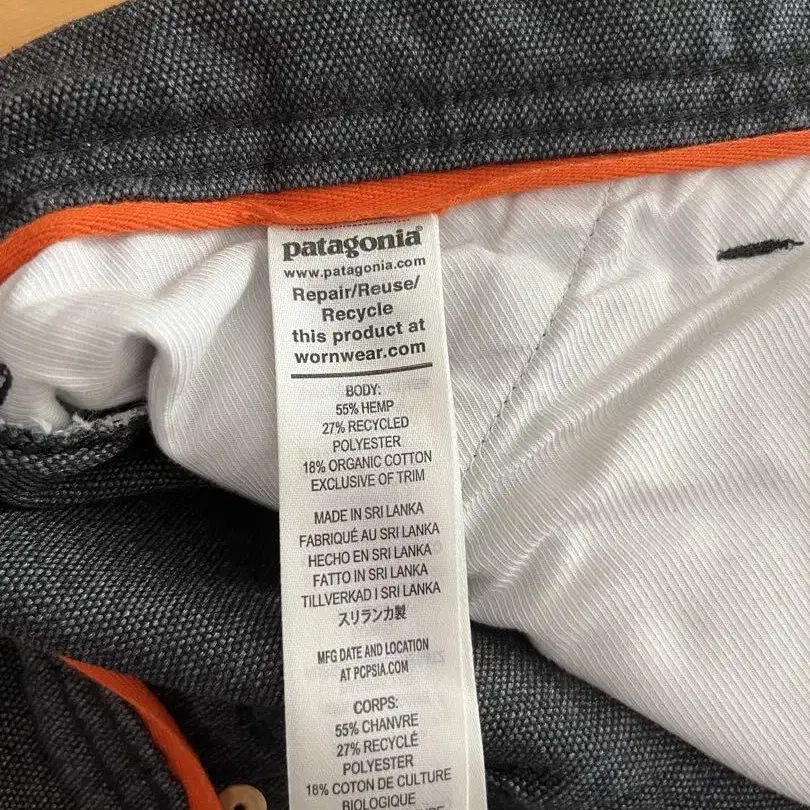 patagonia®
www.patagonia.com
Repair/Reuse/
Recycle
this product at
wornwear.com
BODY:
55% HEMP
27% RECYCLED
POLYESTER
18% ORGANIC COTTON
EXCLUSIVE OF TRIM
MADE IN SRI LANKA
FABRIQUÉ AU SRI LANKA
HECHO EN SRI LANKA
FATTO IN SRI LANKA
TILLVERKAD I SRI LANKA
スリランカ製
MFG DATE AND LOCATION
AT PCPSIA.COM
CORPS:
55% CHANVRE
27% RECYCLÉ
POLYESTER
18% COTON DE CULTURE
BIOLOGIQUE